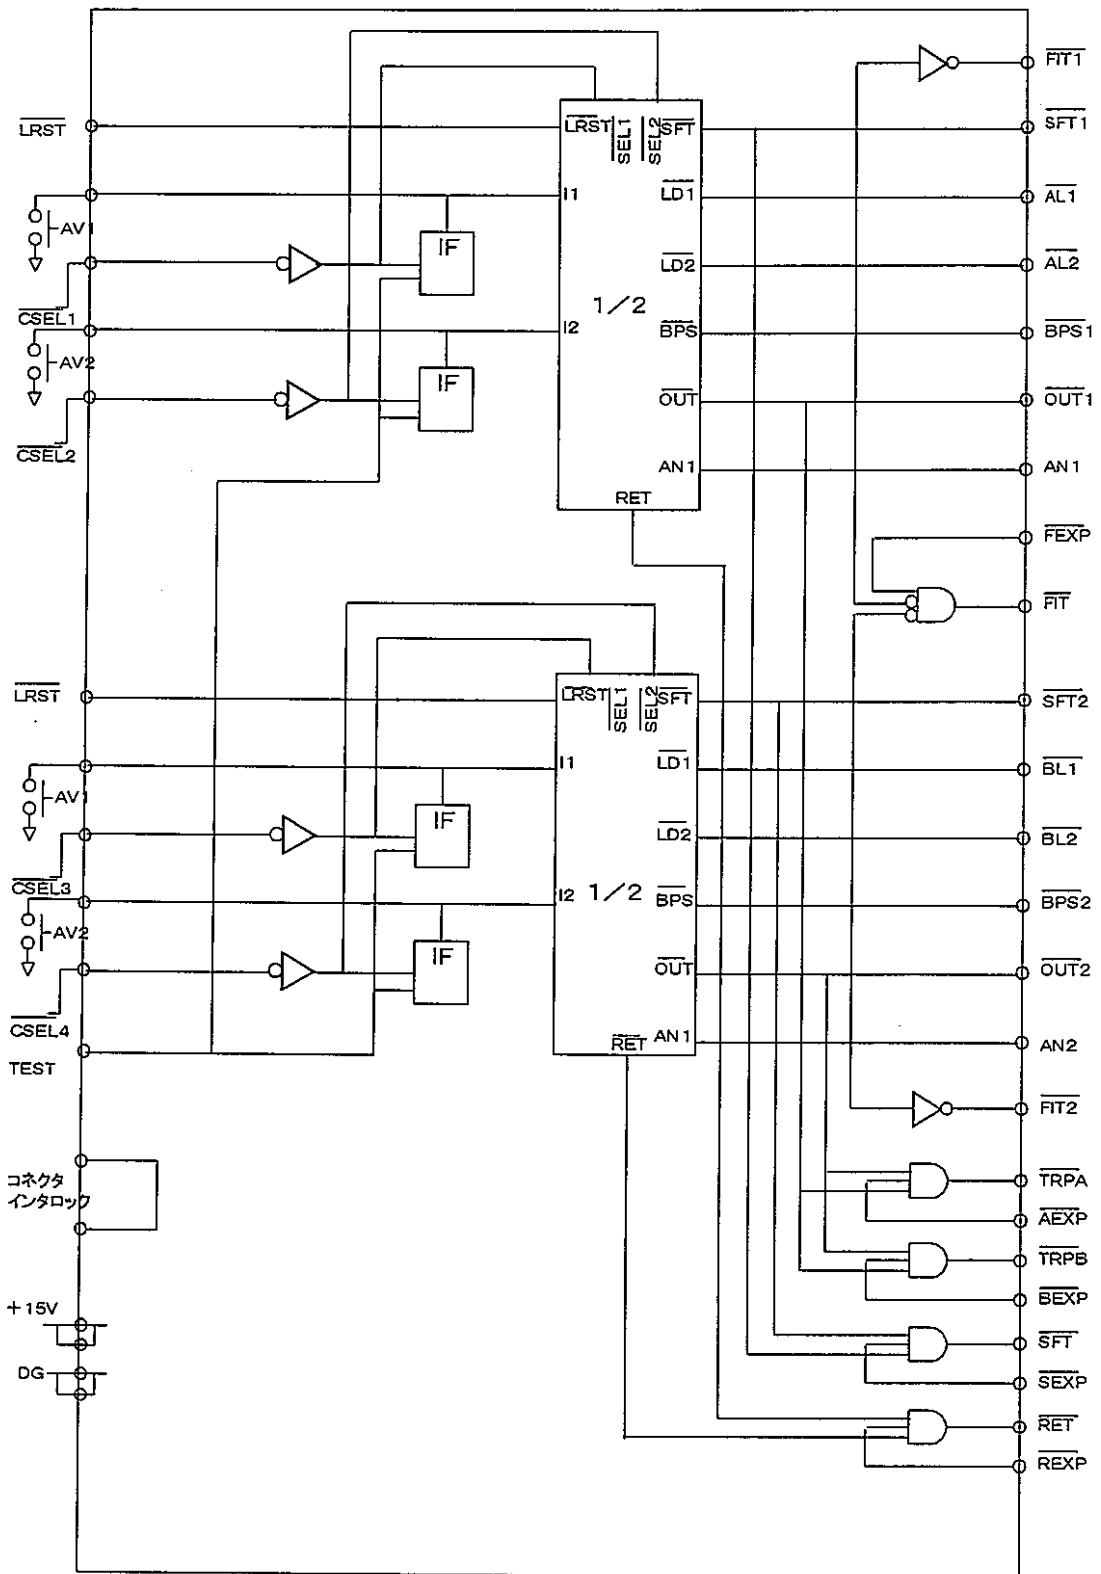 FIT1
LRST
LRST
SEL1
SEL2
SFT
SFT1
I1
LD1
AL1
AV1
IF
LD2
AL2
CSEL1
1/2
I2
BPS
BPS1
AV2
IF
OUT
OUT1
CSEL2
AN1
AN1
RET
FEXP
FIT
LRST
LRST
SEL1
SEL2
SFT
SFT2
I1
LD1
BL1
AV1
IF
LD2
BL2
CSEL3
1/2
I2
BPS
BPS2
AV2
IF
OUT
OUT2
CSEL4
RET
AN1
AN2
TEST
FIT2
コネクタ
インタロック
TRPA
AEXP
TRPB
BEXP
+15V
SFT
DG
SEXP
RET
REXP